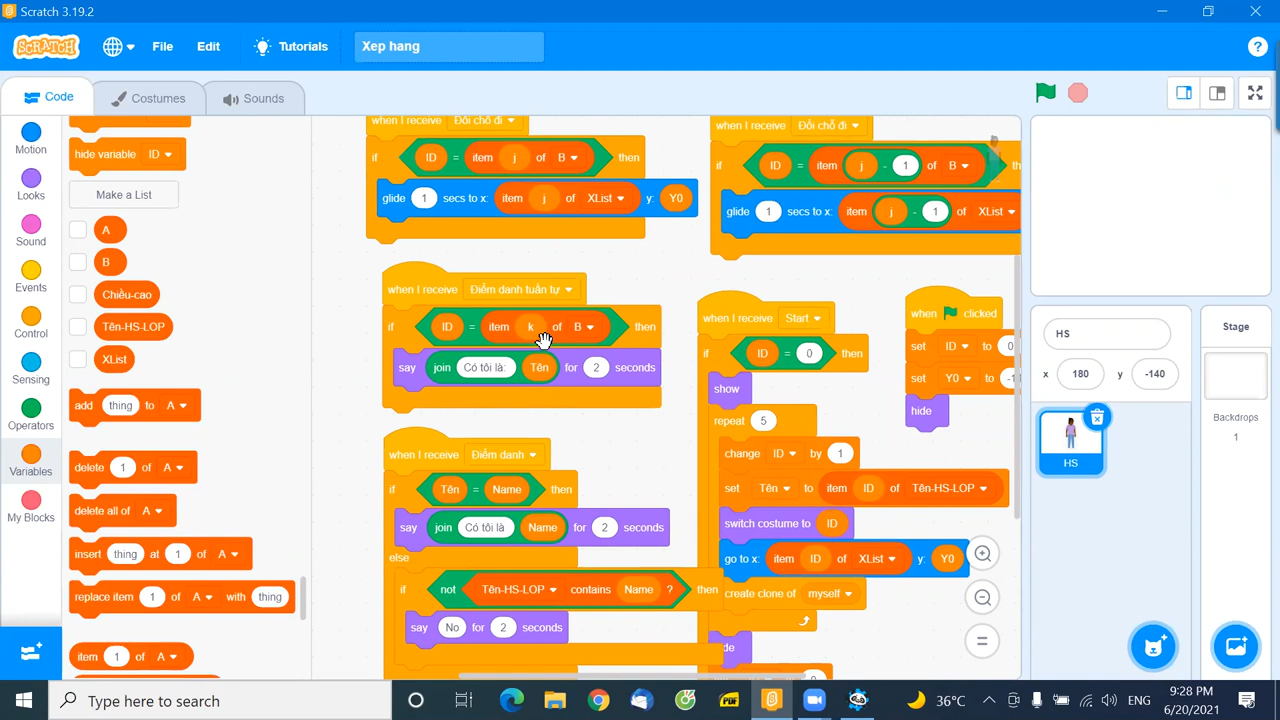 Scratch 3.19.2
SCRATCH
File
Edit
Tutorials
Xep hang
?
Code
Costumes
Sounds
Motion
Looks
Sound
Events
Control
Sensing
Operators
Variables
My Blocks
hide variable ID
Make a List
A
B
Chiều-cao
Tên-HS-LOP
XList
add thing to A
delete 1 of A
delete all of A
insert thing at 1 of A
replace item 1 of A with thing
item 1 of A
when I receive Đổi chỗ đi
if ID = item j of B then
glide 1 secs to x: item j of XList y: Y0
when I receive Đổi chỗ đi
if ID = item j - 1 of B
glide 1 secs to x: item j - 1 of XList
when I receive Điểm danh tuần tự
if ID = item k of B then
say join Có tôi là: Tên for 2 seconds
when I receive Điểm danh
if Tên = Name then
say join Có tôi là Name for 2 seconds
else
if not Tên-HS-LOP contains Name ? then
say No for 2 seconds
when I receive Start
if ID = 0 then
show
repeat 5
change ID by 1
set Tên to item ID of Tên-HS-LOP
switch costume to ID
go to x: item ID of XList y: Y0
create clone of myself
when clicked
set ID to 0
set Y0 to
hide
HS
x 180 y -140
HS
Stage
Backdrops
1
Type here to search
PDF
36°C
ENG
9:28 PM
6/20/2021